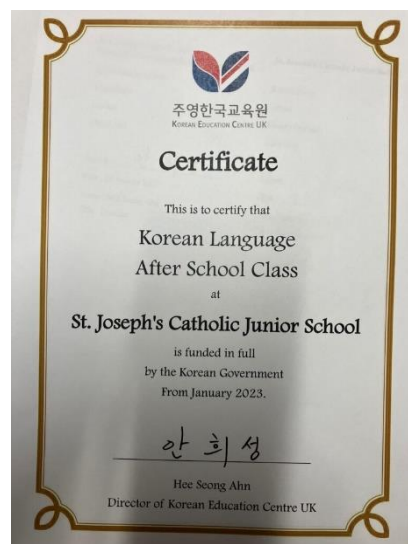 주영한국교육원
KOREAN EDUCATION CENTRE UK
Certificate
This is to certify that
Korean Language
After School Class
at
St. Joseph's Catholic Junior School
is funded in full
by the Korean Government
From January 2023.
안희성
Hee Seong Ahn
Director of Korean Education Centre UK